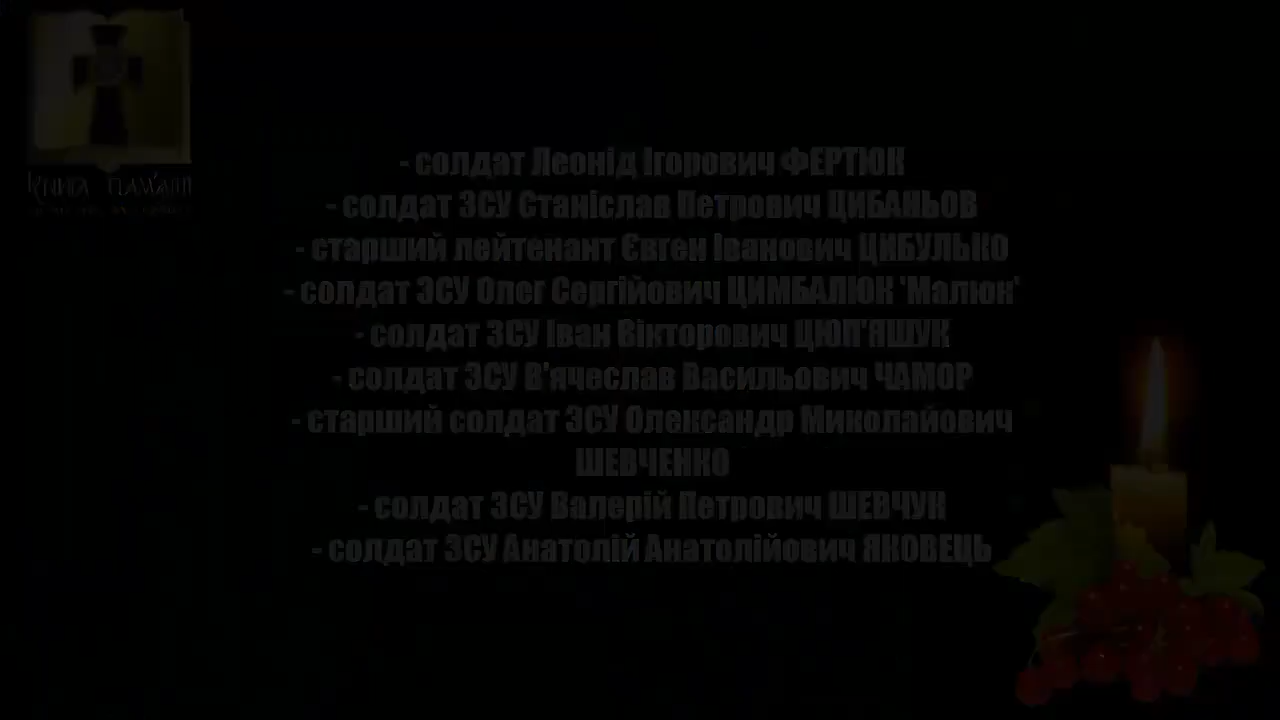 Книга пам'яті
- солдат Леонід Ігорович ФЕРТЮК
- солдат ЗСУ Станіслав Петрович ЦИБАНЬОВ
- старший лейтенант Євген Іванович ЦИБУЛЬКО
- солдат ЗСУ Олег Сергійович ЦИМБАЛЮК 'Малюк'
- солдат ЗСУ Іван Вікторович ЦЮП'ЯШУК
- солдат ЗСУ В'ячеслав Васильович ЧАМОР
- старший солдат ЗСУ Олександр Миколайович
ШЕВЧЕНКО
- солдат ЗСУ Валерій Петрович ШЕВЧУК
- солдат ЗСУ Анатолій Анатолійович ЯКОВЕЦЬ